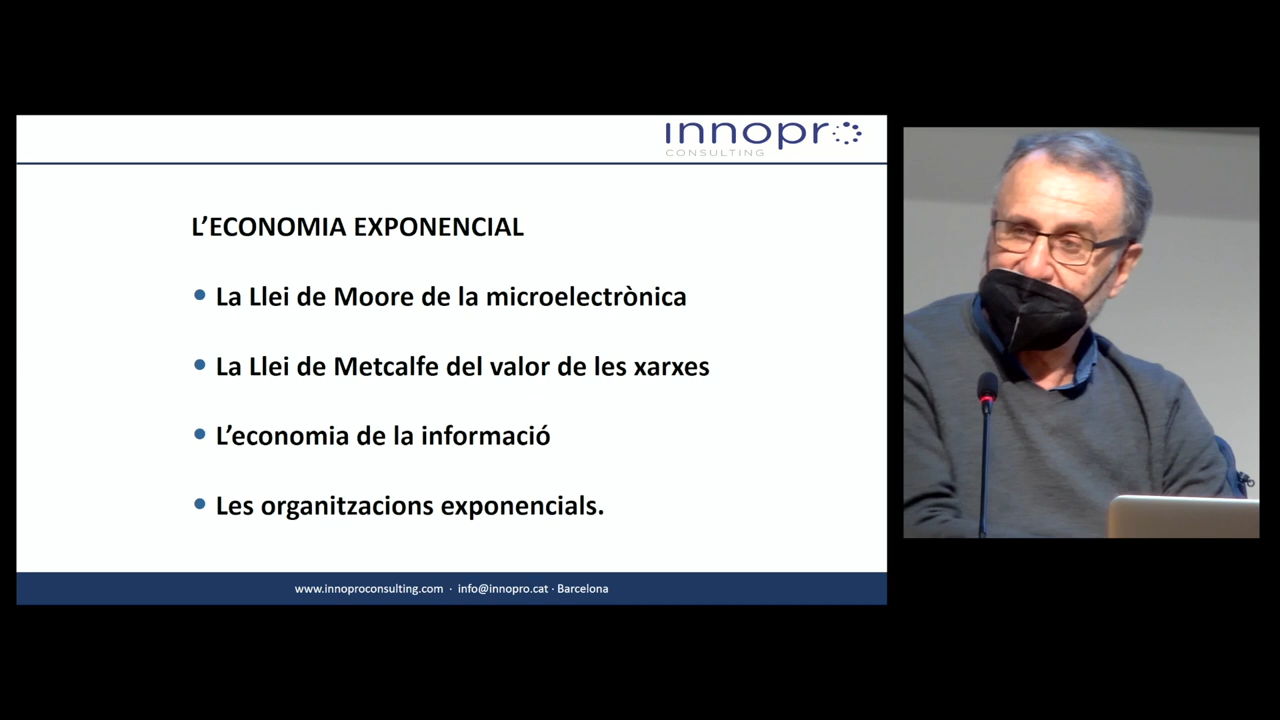 innopro
CONSULTING
L’ECONOMIA EXPONENCIAL
La Llei de Moore de la microelectrònica
La Llei de Metcalfe del valor de les xarxes
L’economia de la informació
Les organitzacions exponencials.
www.innoproconsulting.com · info@innopro.cat · Barcelona